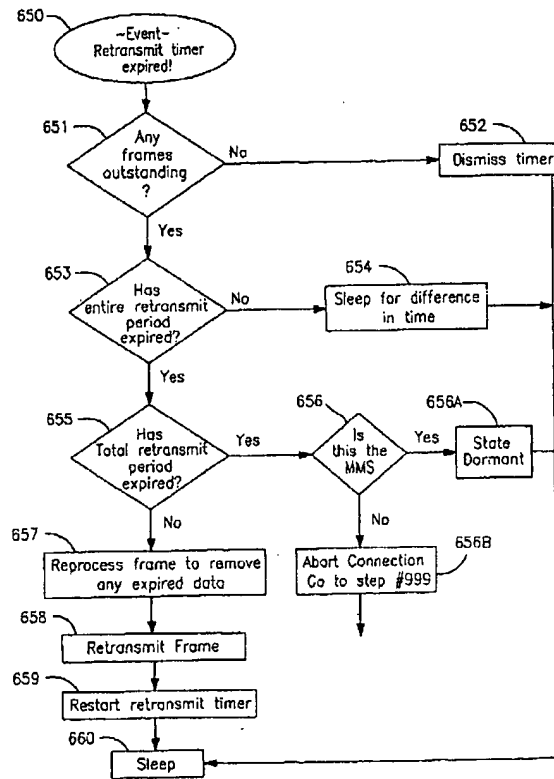 650
-Event-
Retransmit timer
expired!
651
Any
frames
outstanding
?
No
652
Dismiss timer
Yes
653
Has
entire retransmit
period
expired?
No
654
Sleep for difference
in time
Yes
655
Has
Total retransmit
period
expired?
Yes
656
Is
this the
MMS
Yes
656A
State
Dormant
No
No
657
Reprocess frame to remove
any expired data
656B
Abort Connection
Go to step #999
658
Retransmit Frame
659
Restart retransmit timer
660
Sleep